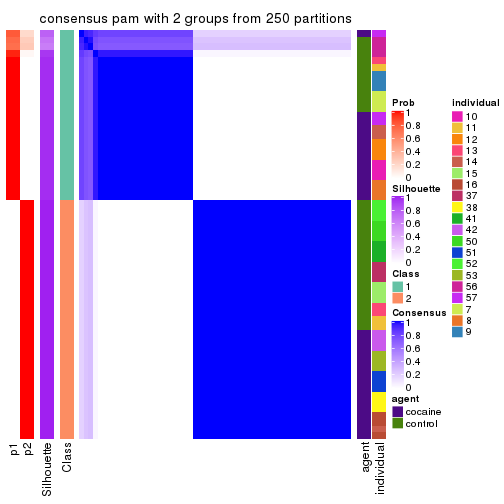 consensus pam with 2 groups from 250 partitions
p1
p2
Silhouette
Class
agent
individual
Prob
1
0.8
0.6
0.4
0.2
0
Silhouette
1
0.8
0.6
0.4
0.2
0
Class
1
2
Consensus
1
0.8
0.6
0.4
0.2
0
agent
cocaine
control
individual
10
11
12
13
14
15
16
37
38
41
42
50
51
52
53
56
57
7
8
9